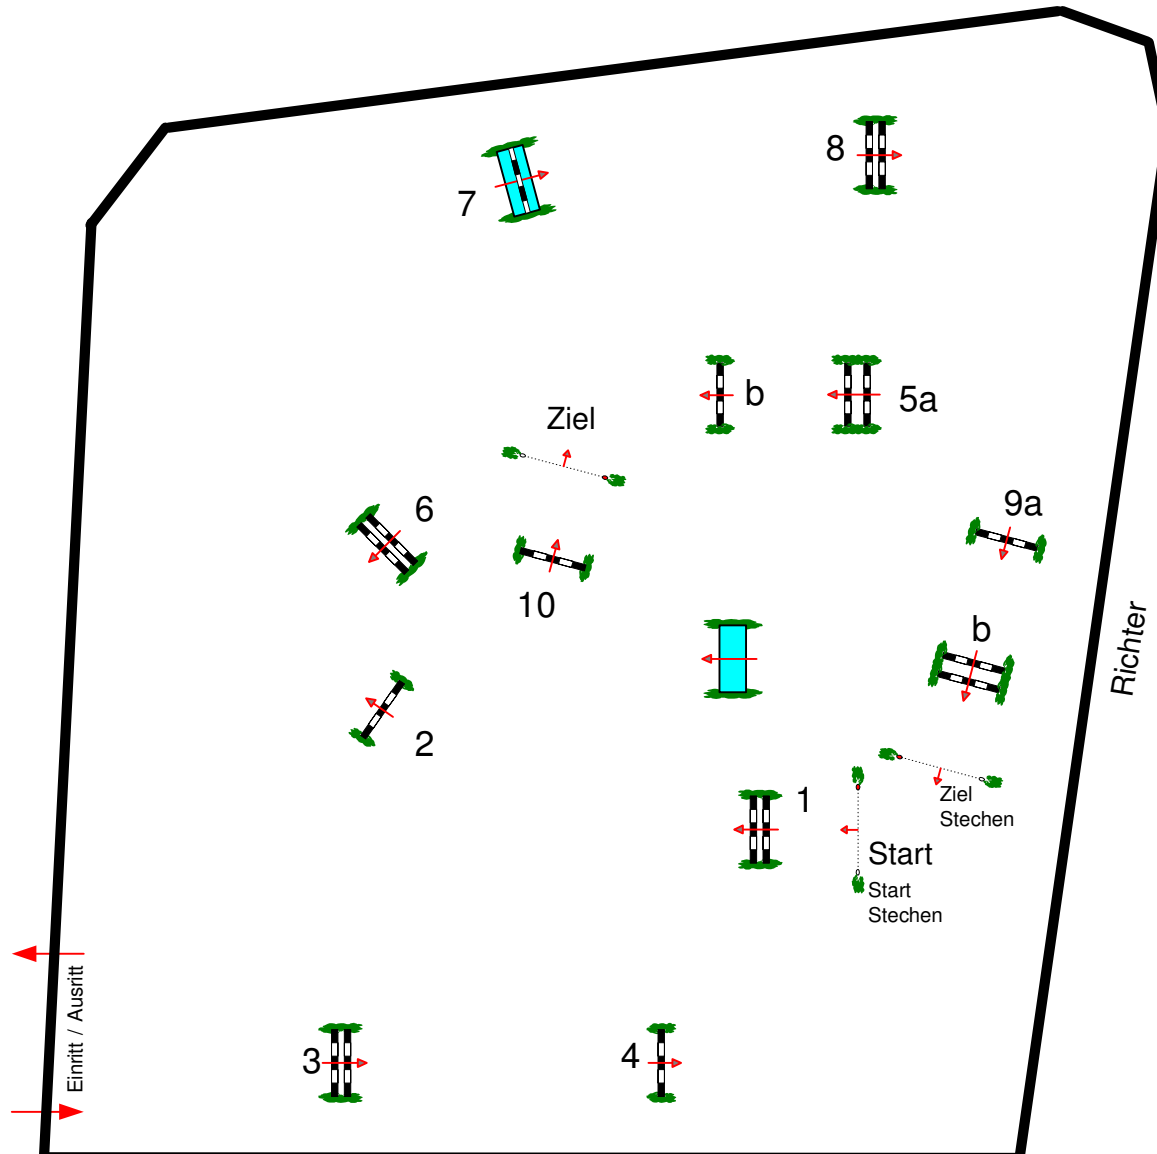 8
7
b
5a
Ziel
6
9a
10
b
Richter
2
Ziel
Stechen
1
Start
Start
Stechen
Einritt / Ausritt
3
4